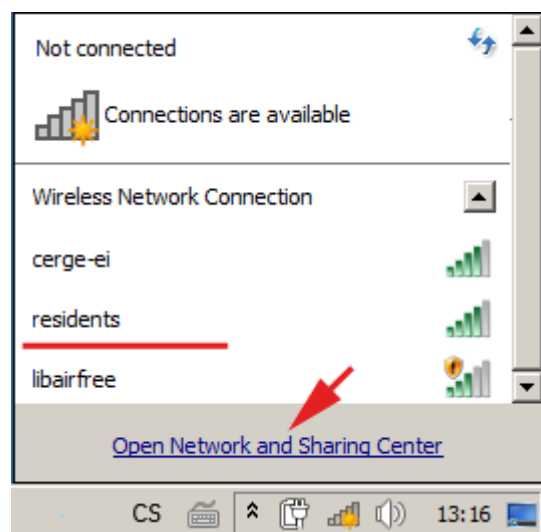 Not connected
Connections are available
Wireless Network Connection
cerge-ei
residents
libairfree
Open Network and Sharing Center
CS 13:16